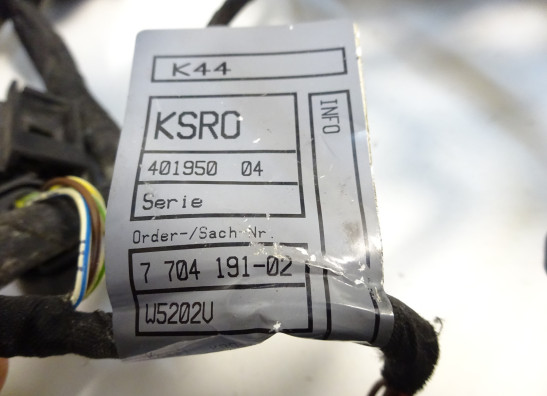 K44
KSRO
INFO
401950 04
Serie
Order-/Sach-Nr.
7 704 191-02
W5202V